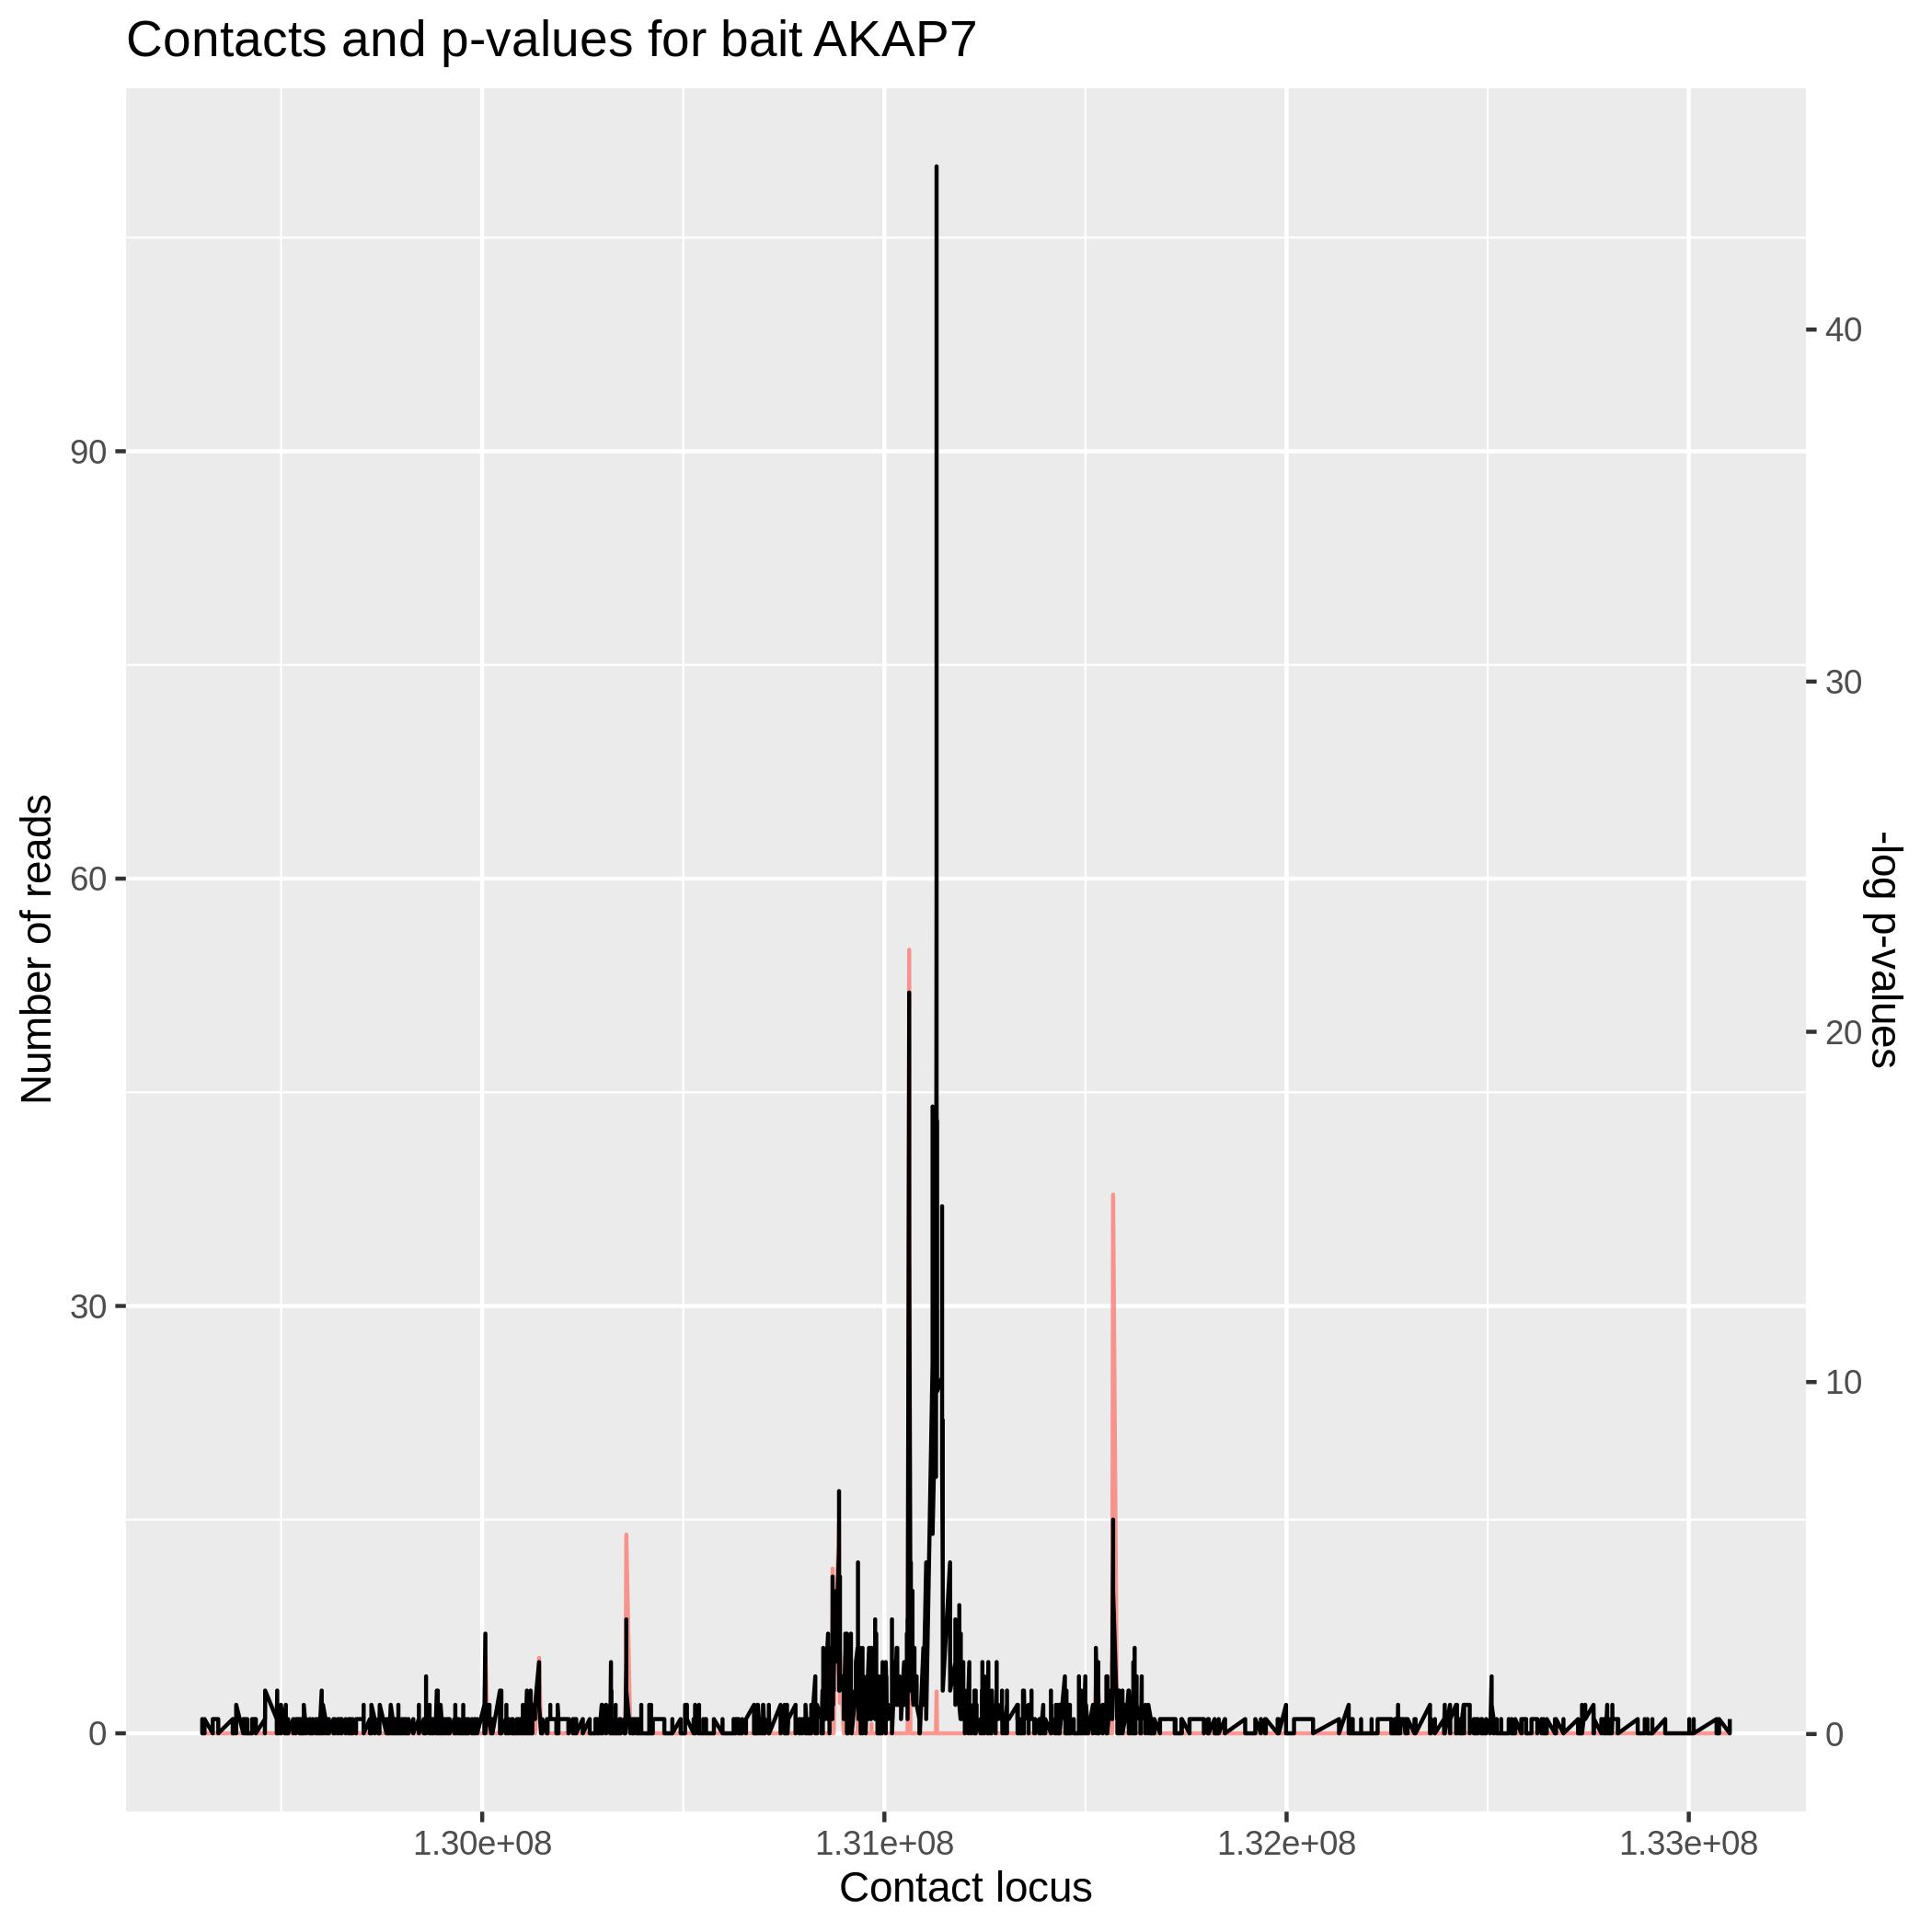 Contacts and p-values for bait AKAP7
Number of reads
90
60
30
0
-log p-values
40
30
20
10
0
1.30e+08
1.31e+08
1.32e+08
1.33e+08
Contact locus